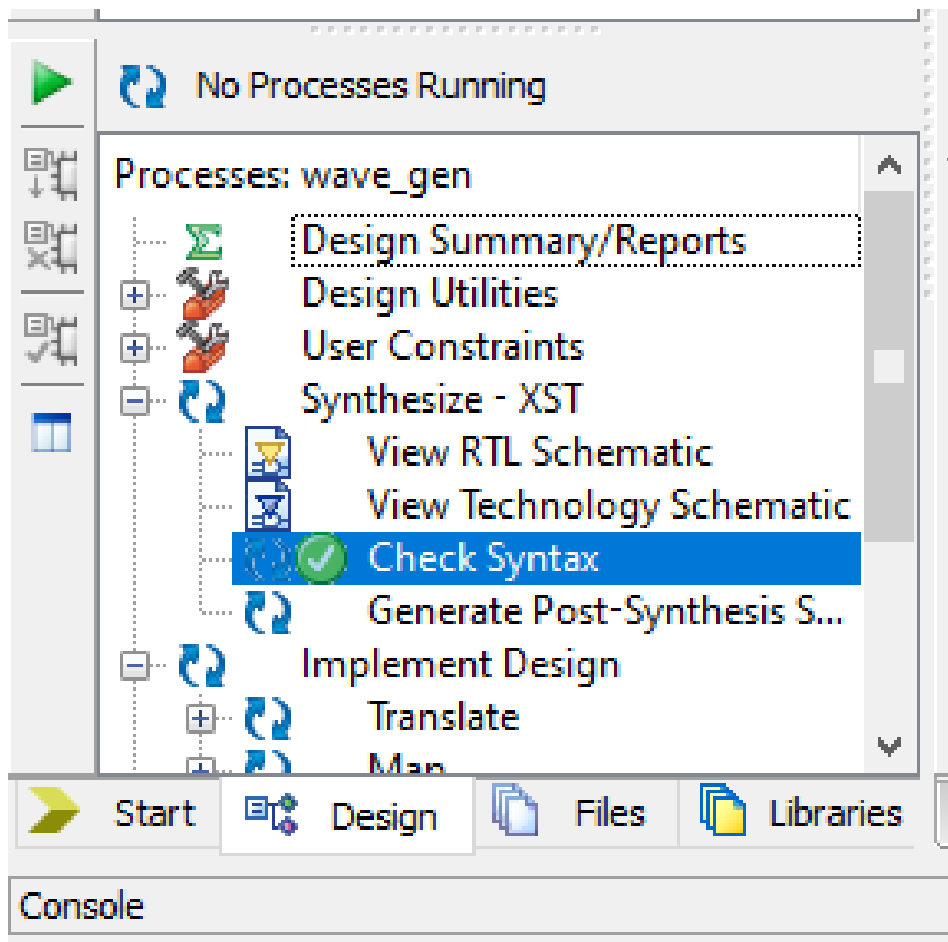 No Processes Running
Processes: wave_gen
Design Summary/Reports
Design Utilities
User Constraints
Synthesize - XST
View RTL Schematic
View Technology Schematic
Check Syntax
Generate Post-Synthesis S...
Implement Design
Translate
Map
Start Design Files Libraries
Console